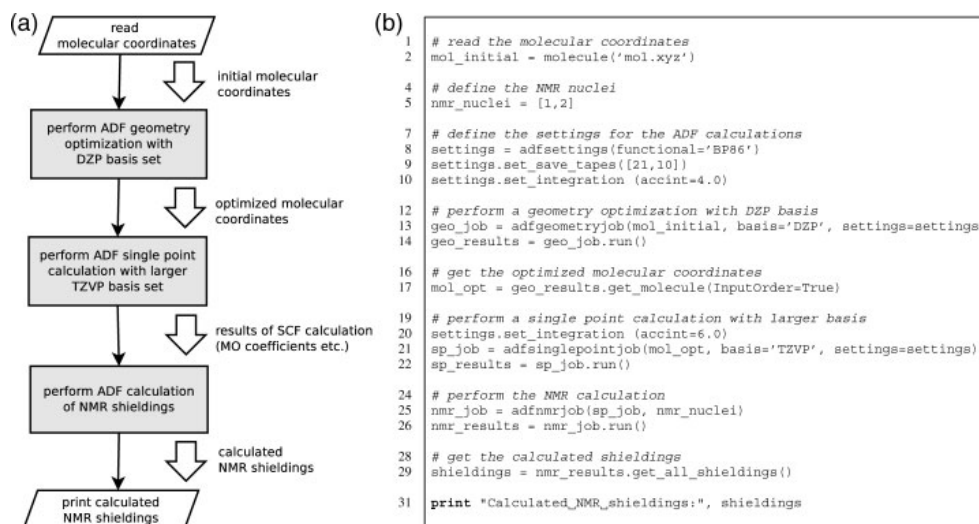 (a)
read
molecular coordinates
initial molecular
coordinates
perform ADF geometry
optimization with
DZP basis set
optimized molecular
coordinates
perform ADF single point
calculation with larger
TZVP basis set
results of SCF calculation
(MO coefficients etc.)
perform ADF calculation
of NMR shieldings
calculated
NMR shieldings
print calculated
NMR shieldings
(b)
1 # read the molecular coordinates
2 mol_initial = molecule('mol.xyz')
4 # define the NMR nuclei
5 nmr_nuclei = [1,2]
7 # define the settings for the ADF calculations
8 settings = adfsettings(functional='BP86')
9 settings.set_save_tapes([21,10])
10 settings.set_integration (accint=4.0)
12 # perform a geometry optimization with DZP basis
13 geo_job = adfgeometryjob(mol_initial, basis='DZP', settings=settings
14 geo_results = geo_job.run()
16 # get the optimized molecular coordinates
17 mol_opt = geo_results.get_molecule(InputOrder=True)
19 # perform a single point calculation with larger basis
20 settings.set_integration (accint=6.0)
21 sp_job = adfsinglepointjob(mol_opt, basis='TZVP', settings=settings)
22 sp_results = sp_job.run()
24 # perform the NMR calculation
25 nmr_job = adfnmrjob(sp_job, nmr_nuclei)
26 nmr_results = nmr_job.run()
28 # get the calculated shieldings
29 shieldings = nmr_results.get_all_shieldings()
31 print "Calculated␣NMR␣shieldings:", shieldings